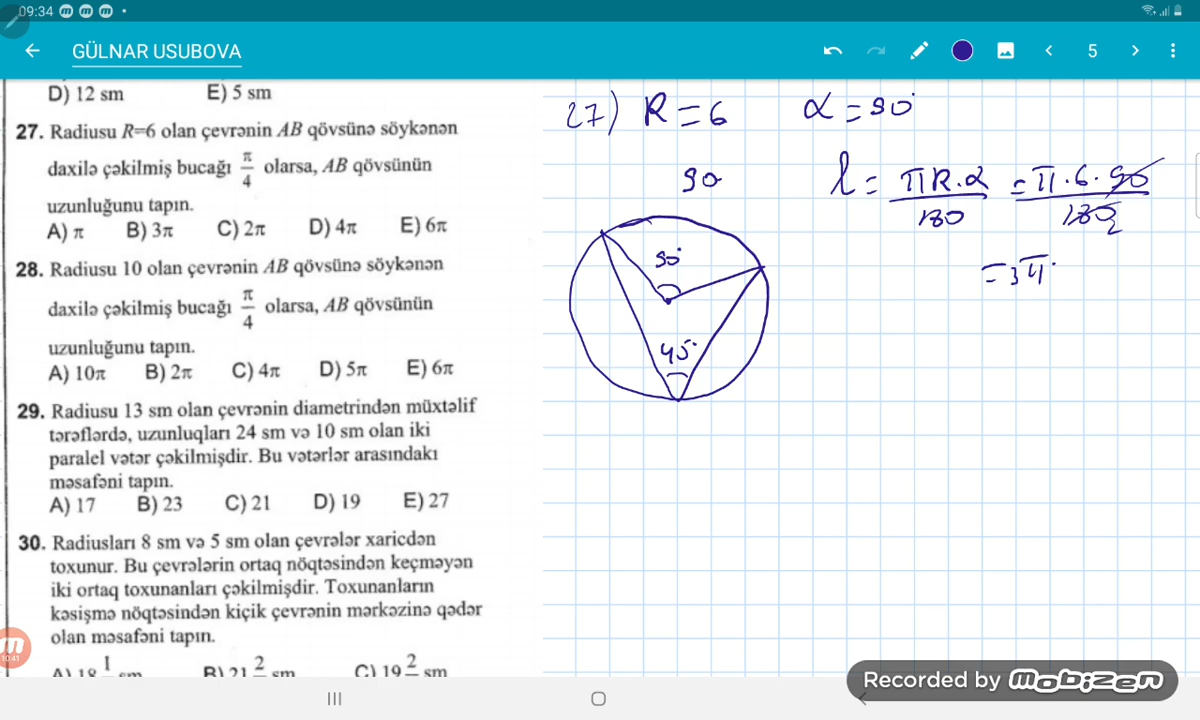 09:34
GÜLNAR USUBOVA
5
D) 12 sm E) 5 sm
27. Radiusu R=6 olan çevrənin AB qövsünə söykənən
daxilə çəkilmiş bucağı π/4 olarsa, AB qövsünün
uzunluğunu tapın.
A) π B) 3π C) 2π D) 4π E) 6π
28. Radiusu 10 olan çevrənin AB qövsünə söykənən
daxilə çəkilmiş bucağı π/4 olarsa, AB qövsünün
uzunluğunu tapın.
A) 10π B) 2π C) 4π D) 5π E) 6π
29. Radiusu 13 sm olan çevrənin diametrindən müxtəlif
tərəflərdə, uzunluqları 24 sm və 10 sm olan iki
paralel vətər çəkilmişdir. Bu vətərlər arasındakı
məsafəni tapın.
A) 17 B) 23 C) 21 D) 19 E) 27
30. Radiusları 8 sm və 5 sm olan çevrələr xaricdən
toxunur. Bu çevrələrin ortaq nöqtəsindən keçməyən
iki ortaq toxunanları çəkilmişdir. Toxunanların
kəsişmə nöqtəsindən kiçik çevrənin mərkəzinə qədər
olan məsafəni tapın.
27) R=6 α=90°
90
l = πR·α/180 = π·6·90/180 2
=3π.
90°
45°
10:41
Recorded by mobizen